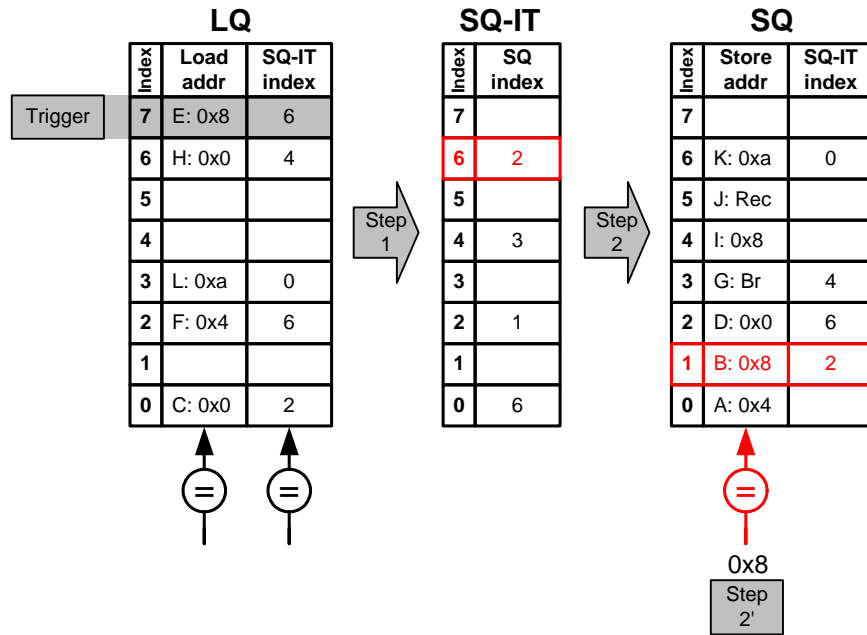 LQ
SQ-IT
SQ
Index Load addr SQ-IT index
Index SQ index
Index Store addr SQ-IT index
Trigger
7 E: 0x8 6
6 H: 0x0 4
5
4
3 L: 0xa 0
2 F: 0x4 6
1
0 C: 0x0 2
=
=
Step
1
7
6 2
5
4 3
3
2 1
1
0 6
Step
2
7
6 K: 0xa 0
5 J: Rec
4 I: 0x8
3 G: Br 4
2 D: 0x0 6
1 B: 0x8 2
0 A: 0x4
=
0x8
Step
2'